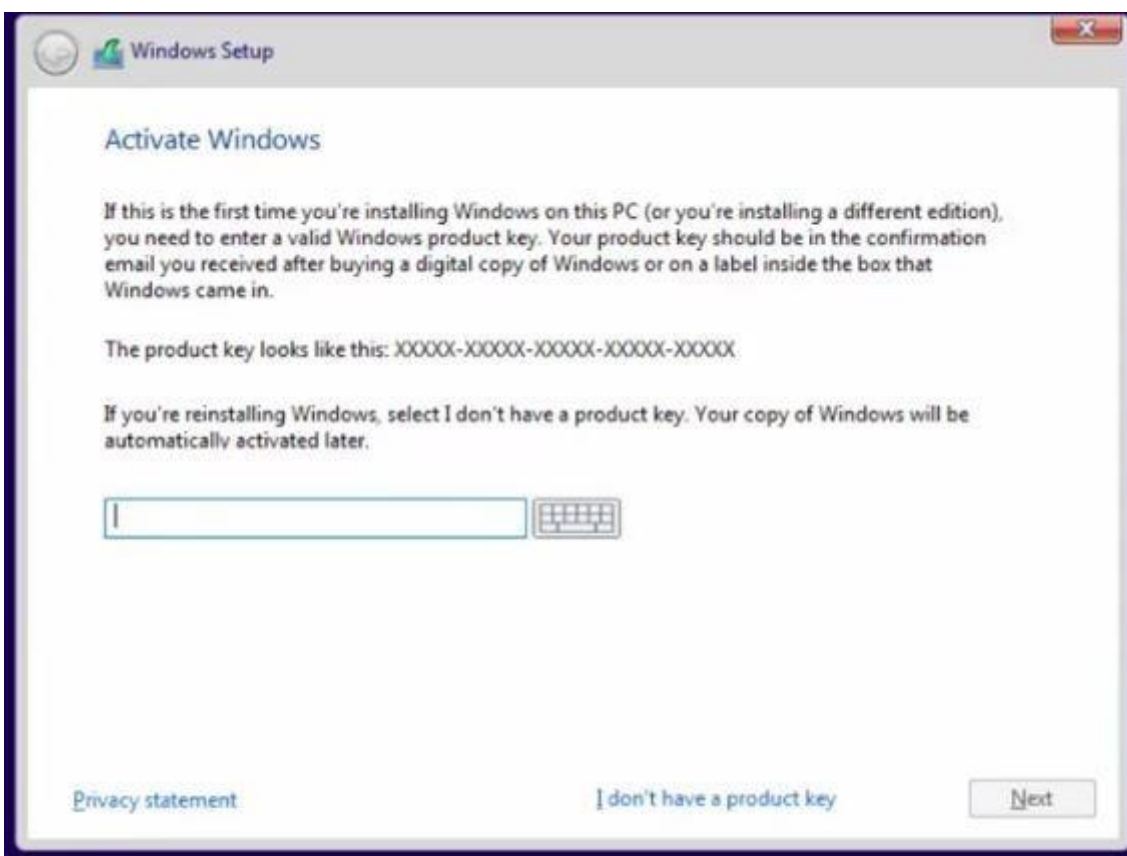 Windows Setup
Activate Windows
If this is the first time you're installing Windows on this PC (or you're installing a different edition),
you need to enter a valid Windows product key. Your product key should be in the confirmation
email you received after buying a digital copy of Windows or on a label inside the box that
Windows came in.
The product key looks like this: XXXXX-XXXXX-XXXXX-XXXXX-XXXXX
If you're reinstalling Windows, select I don't have a product key. Your copy of Windows will be
automatically activated later.
Privacy statement
I don't have a product key
Next